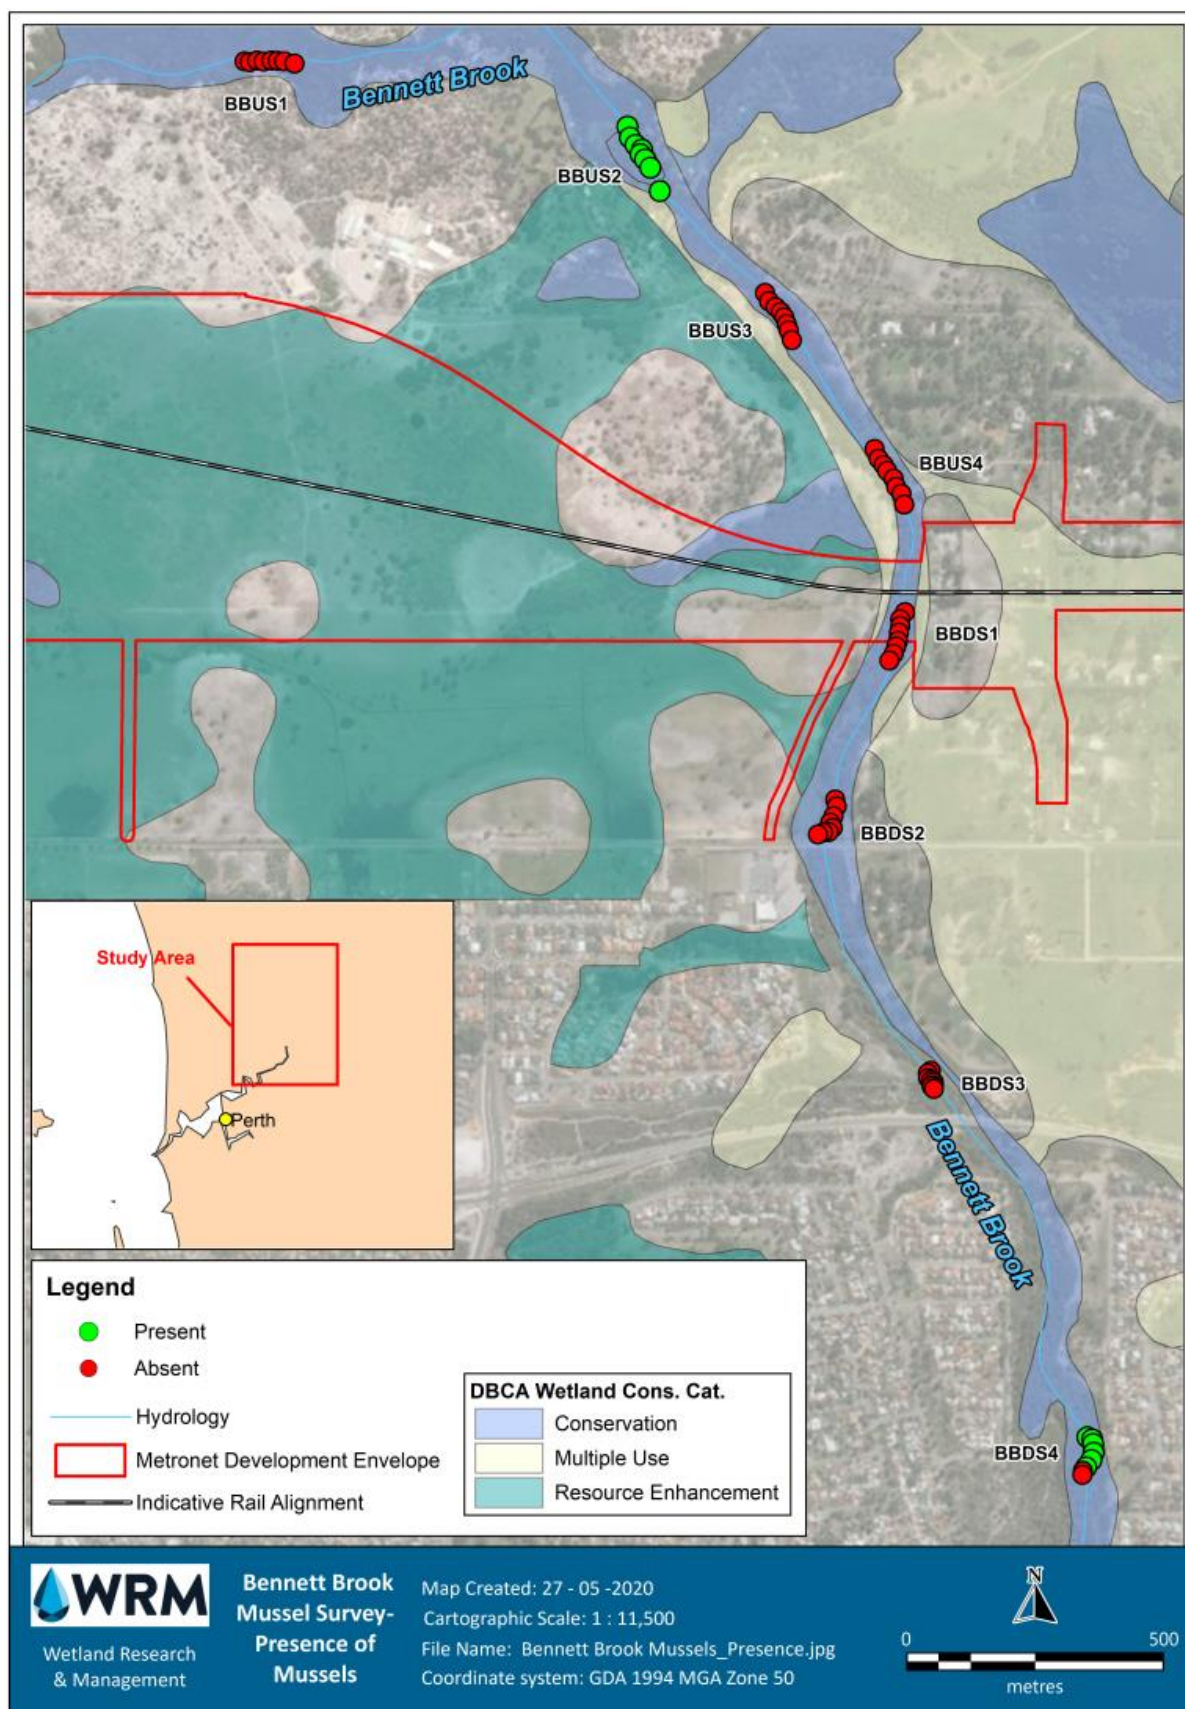 BBUS1
Bennett Brook
BBUS2
BBUS3
BBUS4
BBDS1
BBDS2
Study Area
Perth
BBDS3
Bennett Brook
BBDS4
Legend
Present
Absent
Hydrology
Metronet Development Envelope
Indicative Rail Alignment
DBCA Wetland Cons. Cat.
Conservation
Multiple Use
Resource Enhancement
WRM
Wetland Research
& Management
Bennett Brook
Mussel Survey-
Presence of
Mussels
Map Created: 27 - 05 -2020
Cartographic Scale: 1 : 11,500
File Name: Bennett Brook Mussels_Presence.jpg
Coordinate system: GDA 1994 MGA Zone 50
N
0 500
metres